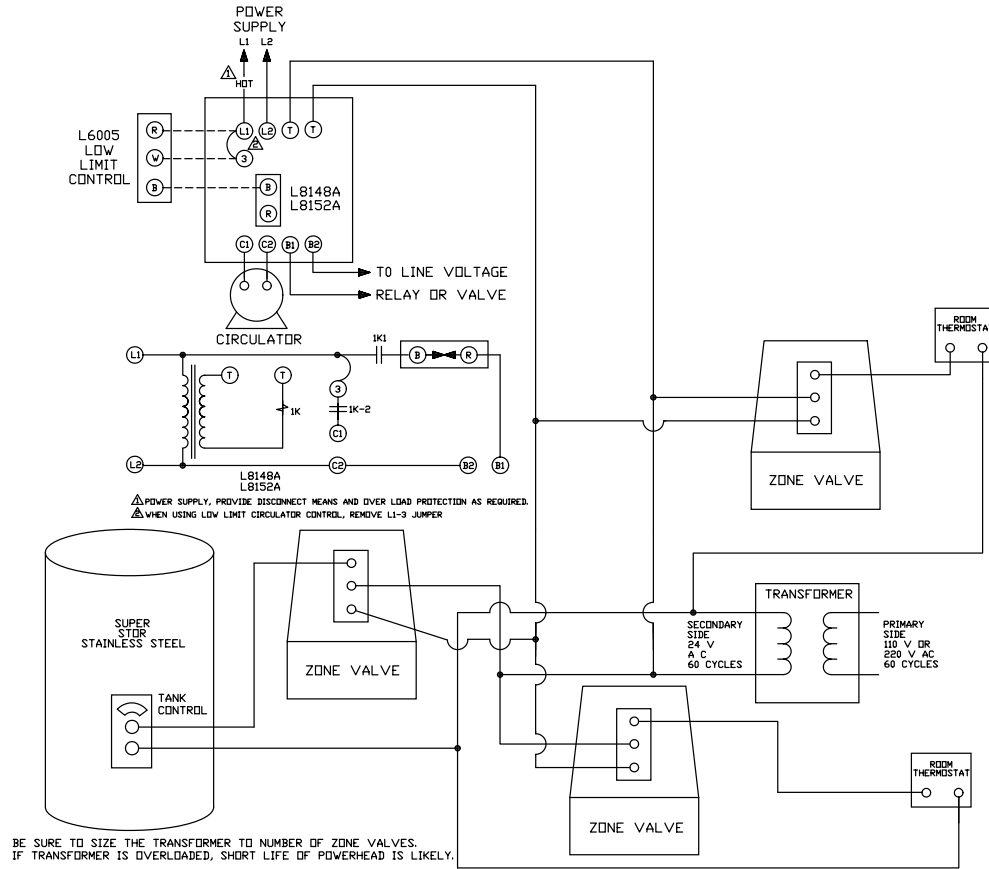 POWER
SUPPLY
L1 L2
1 HOT
L6005
LOW
LIMIT
CONTROL
R
W
B
L1 L2 T T
2
3
B
R
L8148A
L8152A
C1 C2 B1 B2
TO LINE VOLTAGE
RELAY OR VALVE
CIRCULATOR
L1
1K1
B R
T T
1K
3
1K-2
C1
L2 C2 B2 B1
L8148A
L8152A
1 POWER SUPPLY, PROVIDE DISCONNECT MEANS AND OVER LOAD PROTECTION AS REQUIRED.
2 WHEN USING LOW LIMIT CIRCULATOR CONTROL, REMOVE L1-3 JUMPER
ROOM
THERMOSTAT
ZONE VALVE
SUPER
STOR
STAINLESS STEEL
TANK
CONTROL
ZONE VALVE
TRANSFORMER
SECONDARY
SIDE
24 V
A C
60 CYCLES
PRIMARY
SIDE
110 V OR
220 V AC
60 CYCLES
ZONE VALVE
ROOM
THERMOSTAT
BE SURE TO SIZE THE TRANSFORMER TO NUMBER OF ZONE VALVES.
IF TRANSFORMER IS OVERLOADED, SHORT LIFE OF POWERHEAD IS LIKELY.